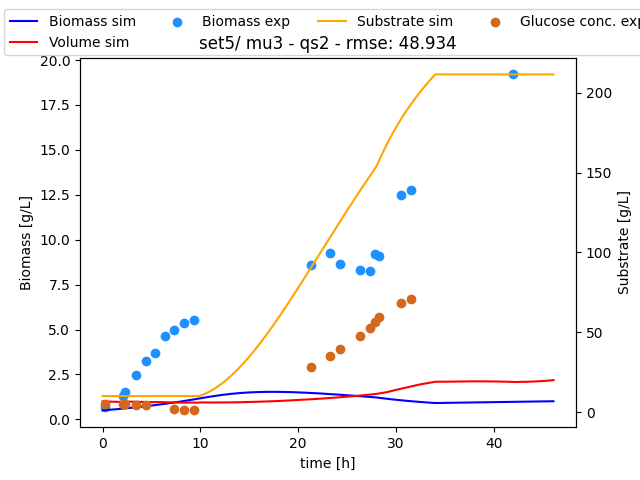 Biomass sim Biomass exp Substrate sim Glucose conc. exp
Volume sim
set5/ mu3 - qs2 - rmse: 48.934
20.0
17.5
15.0
12.5
10.0
7.5
5.0
2.5
0.0
Biomass [g/L]
200
150
100
50
0
Substrate [g/L]
0 10 20 30 40
time [h]